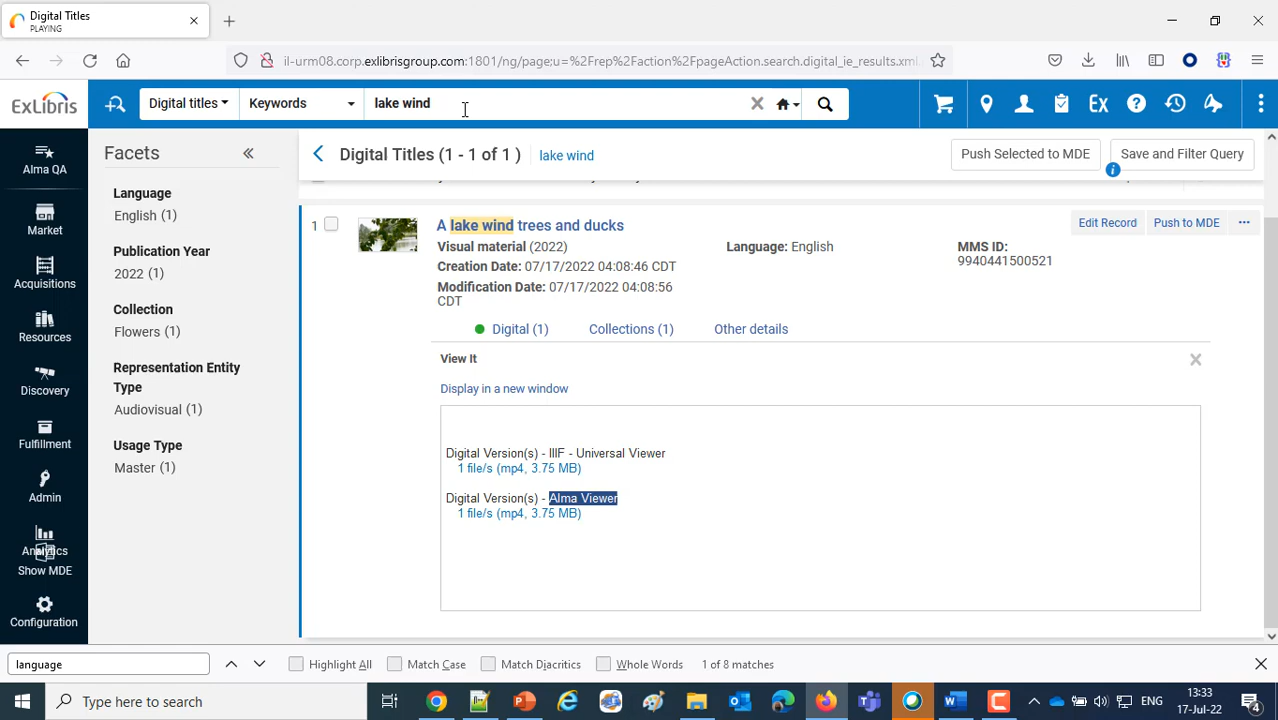 Digital Titles
PLAYING
il-urm08.corp.exlibrisgroup.com:1801/ng/page;u=%2Frep%2Faction%2FpageAction.search.digital_ie_results.xml.
ExLibris
Digital titles
Keywords
lake wind
Ex
Alma QA
Market
Acquisitions
Resources
Discovery
Fulfillment
Admin
Analytics
Show MDE
Configuration
Facets
Language
English (1)
Publication Year
2022 (1)
Collection
Flowers (1)
Representation Entity
Type
Audiovisual (1)
Usage Type
Master (1)
Digital Titles (1 - 1 of 1 )
lake wind
Push Selected to MDE
Save and Filter Query
1
A lake wind trees and ducks
Edit Record
Push to MDE
Visual material (2022)
Language: English
MMS ID:
9940441500521
Creation Date: 07/17/2022 04:08:46 CDT
Modification Date: 07/17/2022 04:08:56
CDT
Digital (1)
Collections (1)
Other details
View It
Display in a new window
Digital Version(s) - IIIF - Universal Viewer
1 file/s (mp4, 3.75 MB)
Digital Version(s) - Alma Viewer
1 file/s (mp4, 3.75 MB)
language
Highlight All
Match Case
Match Diacritics
Whole Words
1 of 8 matches
Type here to search
ENG
13:33
17-Jul-22
4